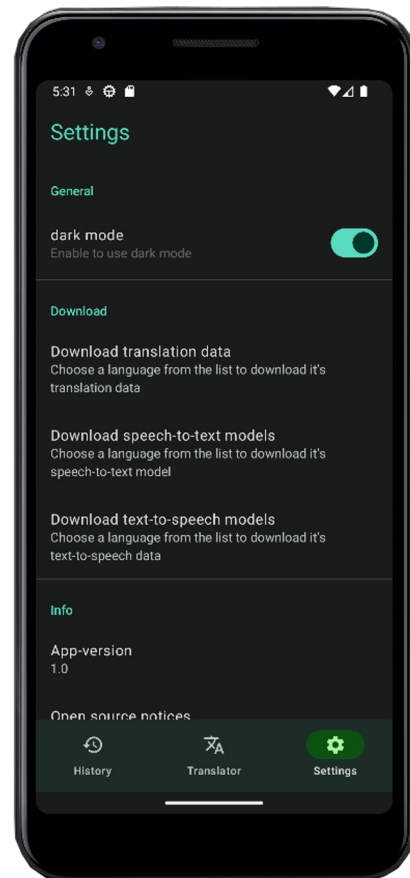 5:31
Settings
General
dark mode
Enable to use dark mode
Download
Download translation data
Choose a language from the list to download it's
translation data
Download speech-to-text models
Choose a language from the list to download it's
speech-to-text model
Download text-to-speech models
Choose a language from the list to download it's
text-to-speech data
Info
App-version
1.0
Open source notices
History
Translator
Settings